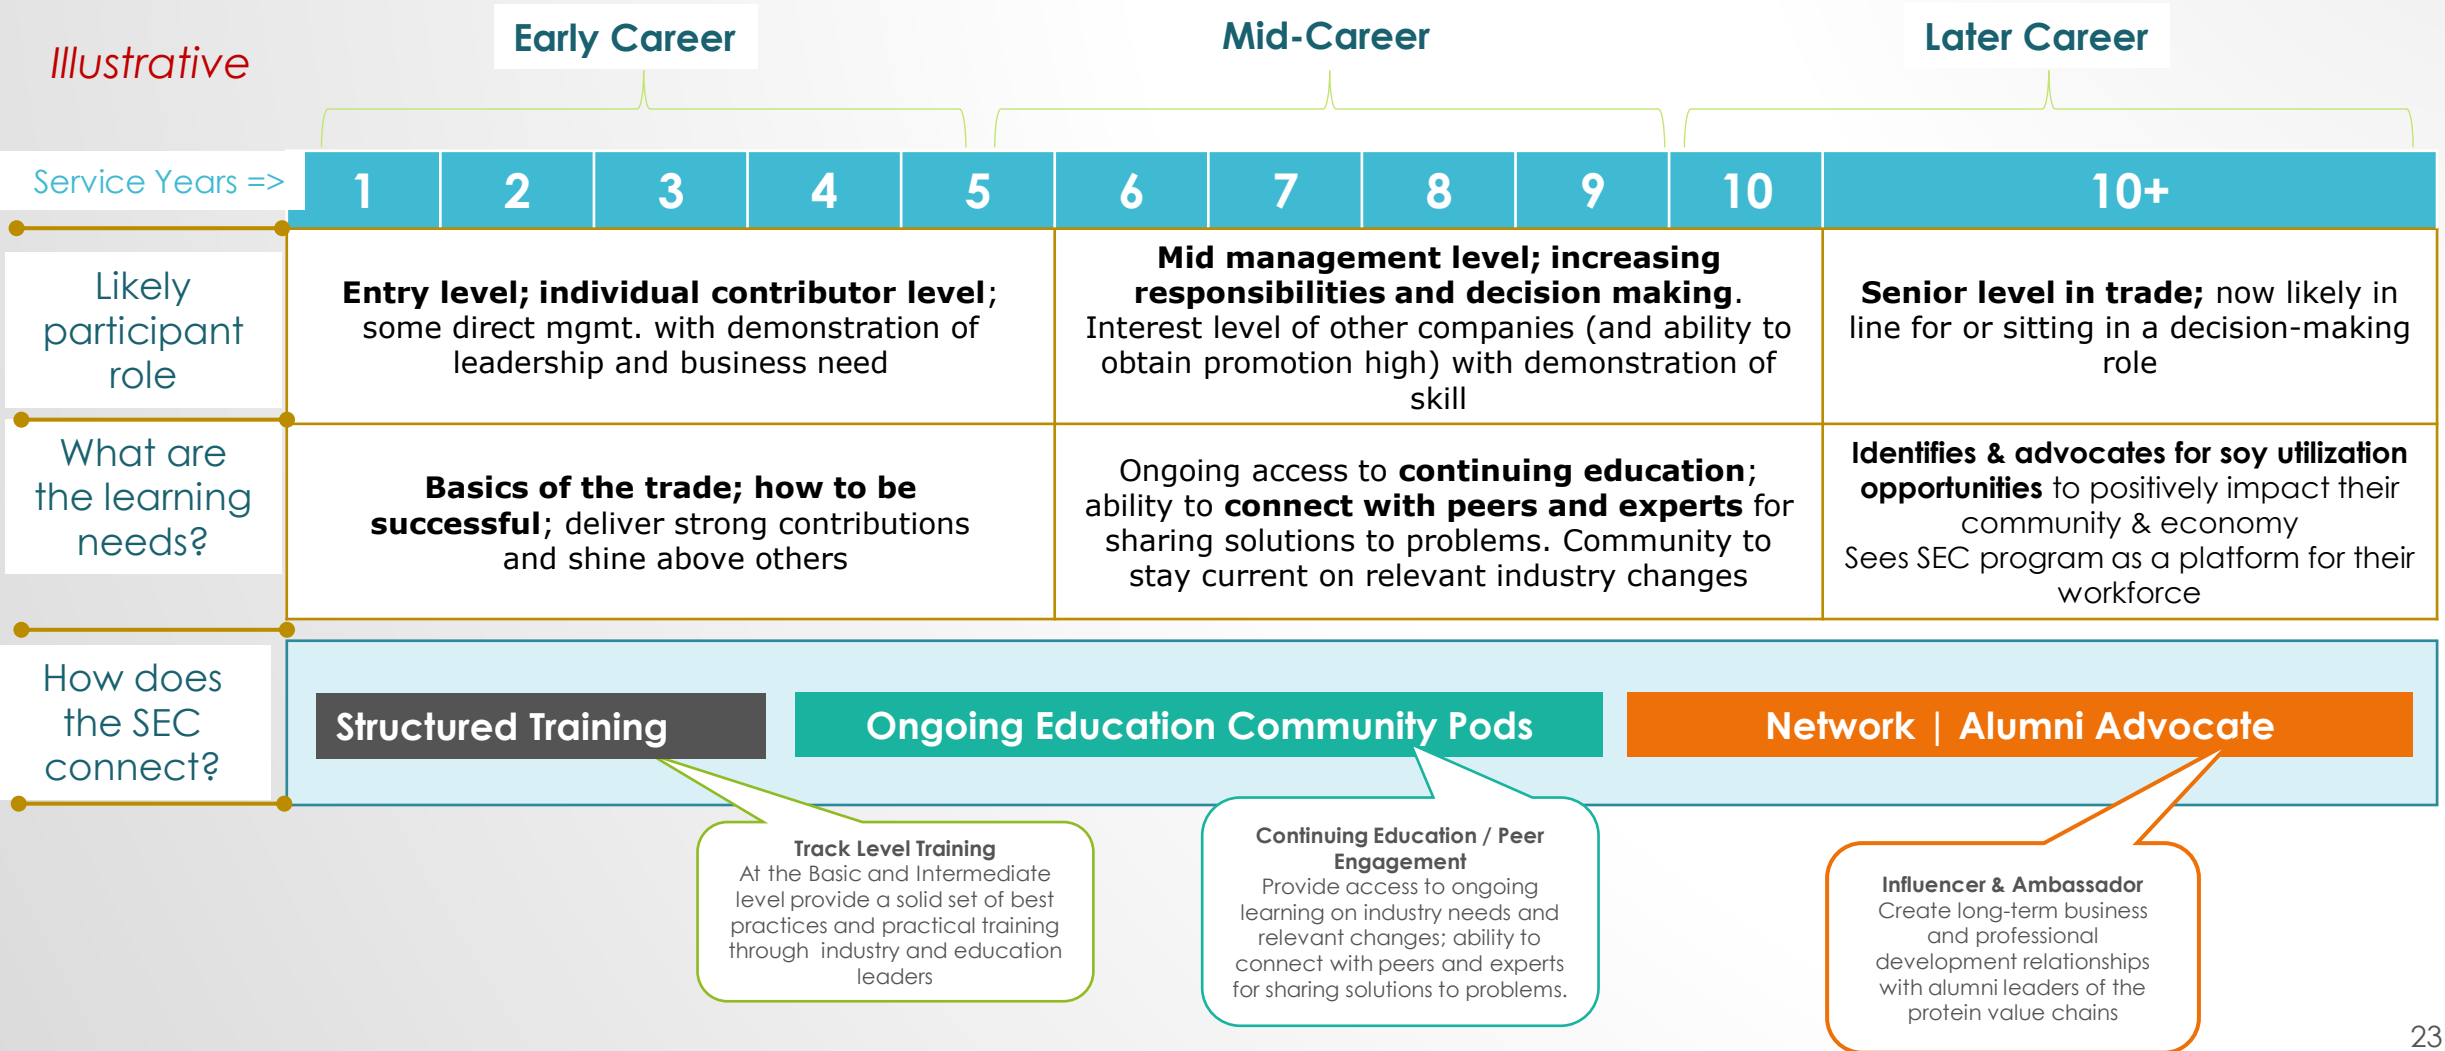 Illustrative
Early Career
Mid-Career
Later Career
Service Years =>
1
2
3
4
5
6
7
8
9
10
10+
Likely
participant
role
Entry level; individual contributor level;
some direct mgmt. with demonstration of
leadership and business need
Mid management level; increasing
responsibilities and decision making.
Interest level of other companies (and ability to
obtain promotion high) with demonstration of
skill
Senior level in trade; now likely in
line for or sitting in a decision-making
role
What are
the learning
needs?
Basics of the trade; how to be
successful; deliver strong contributions
and shine above others
Ongoing access to continuing education;
ability to connect with peers and experts for
sharing solutions to problems. Community to
stay current on relevant industry changes
Identifies & advocates for soy utilization
opportunities to positively impact their
community & economy
Sees SEC program as a platform for their
workforce
How does
the SEC
connect?
Structured Training
Ongoing Education Community Pods
Network | Alumni Advocate
Track Level Training
At the Basic and Intermediate
level provide a solid set of best
practices and practical training
through industry and education
leaders
Continuing Education / Peer
Engagement
Provide access to ongoing
learning on industry needs and
relevant changes; ability to
connect with peers and experts
for sharing solutions to problems.
Influencer & Ambassador
Create long-term business
and professional
development relationships
with alumni leaders of the
protein value chains
23